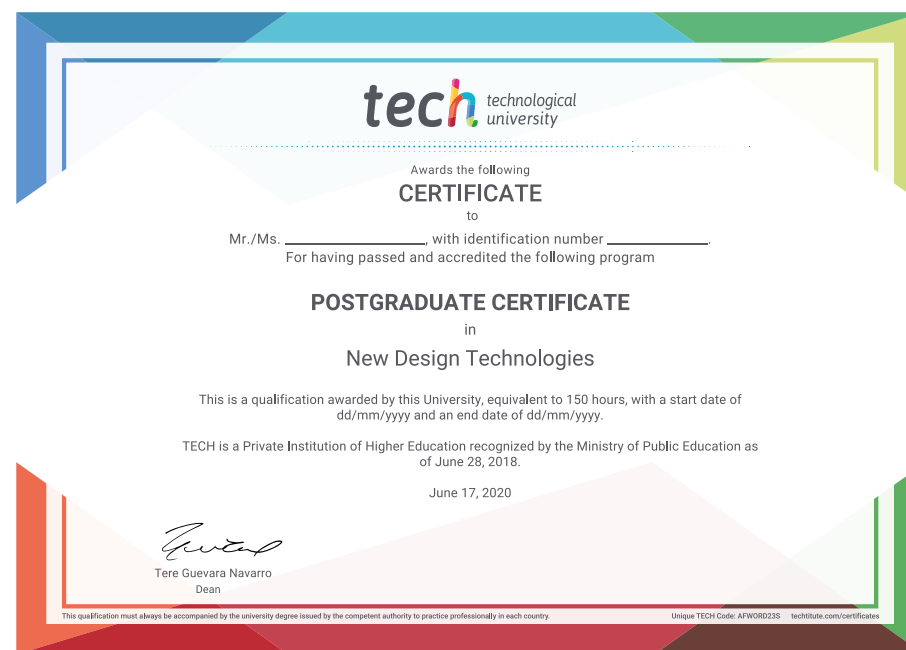 tech technological
university
Awards the following
CERTIFICATE
to
Mr./Ms. ____________, with identification number ____________.
For having passed and accredited the following program
POSTGRADUATE CERTIFICATE
in
New Design Technologies
This is a qualification awarded by this University, equivalent to 150 hours, with a start date of
dd/mm/yyyy and an end date of dd/mm/yyyy.
TECH is a Private Institution of Higher Education recognized by the Ministry of Public Education as
of June 28, 2018.
June 17, 2020
Tere Guevara Navarro
Dean
This qualification must always be accompanied by the university degree issued by the competent authority to practice professionally in each country. Unique TECH Code: AFWORD23S techtitute.com/certificates